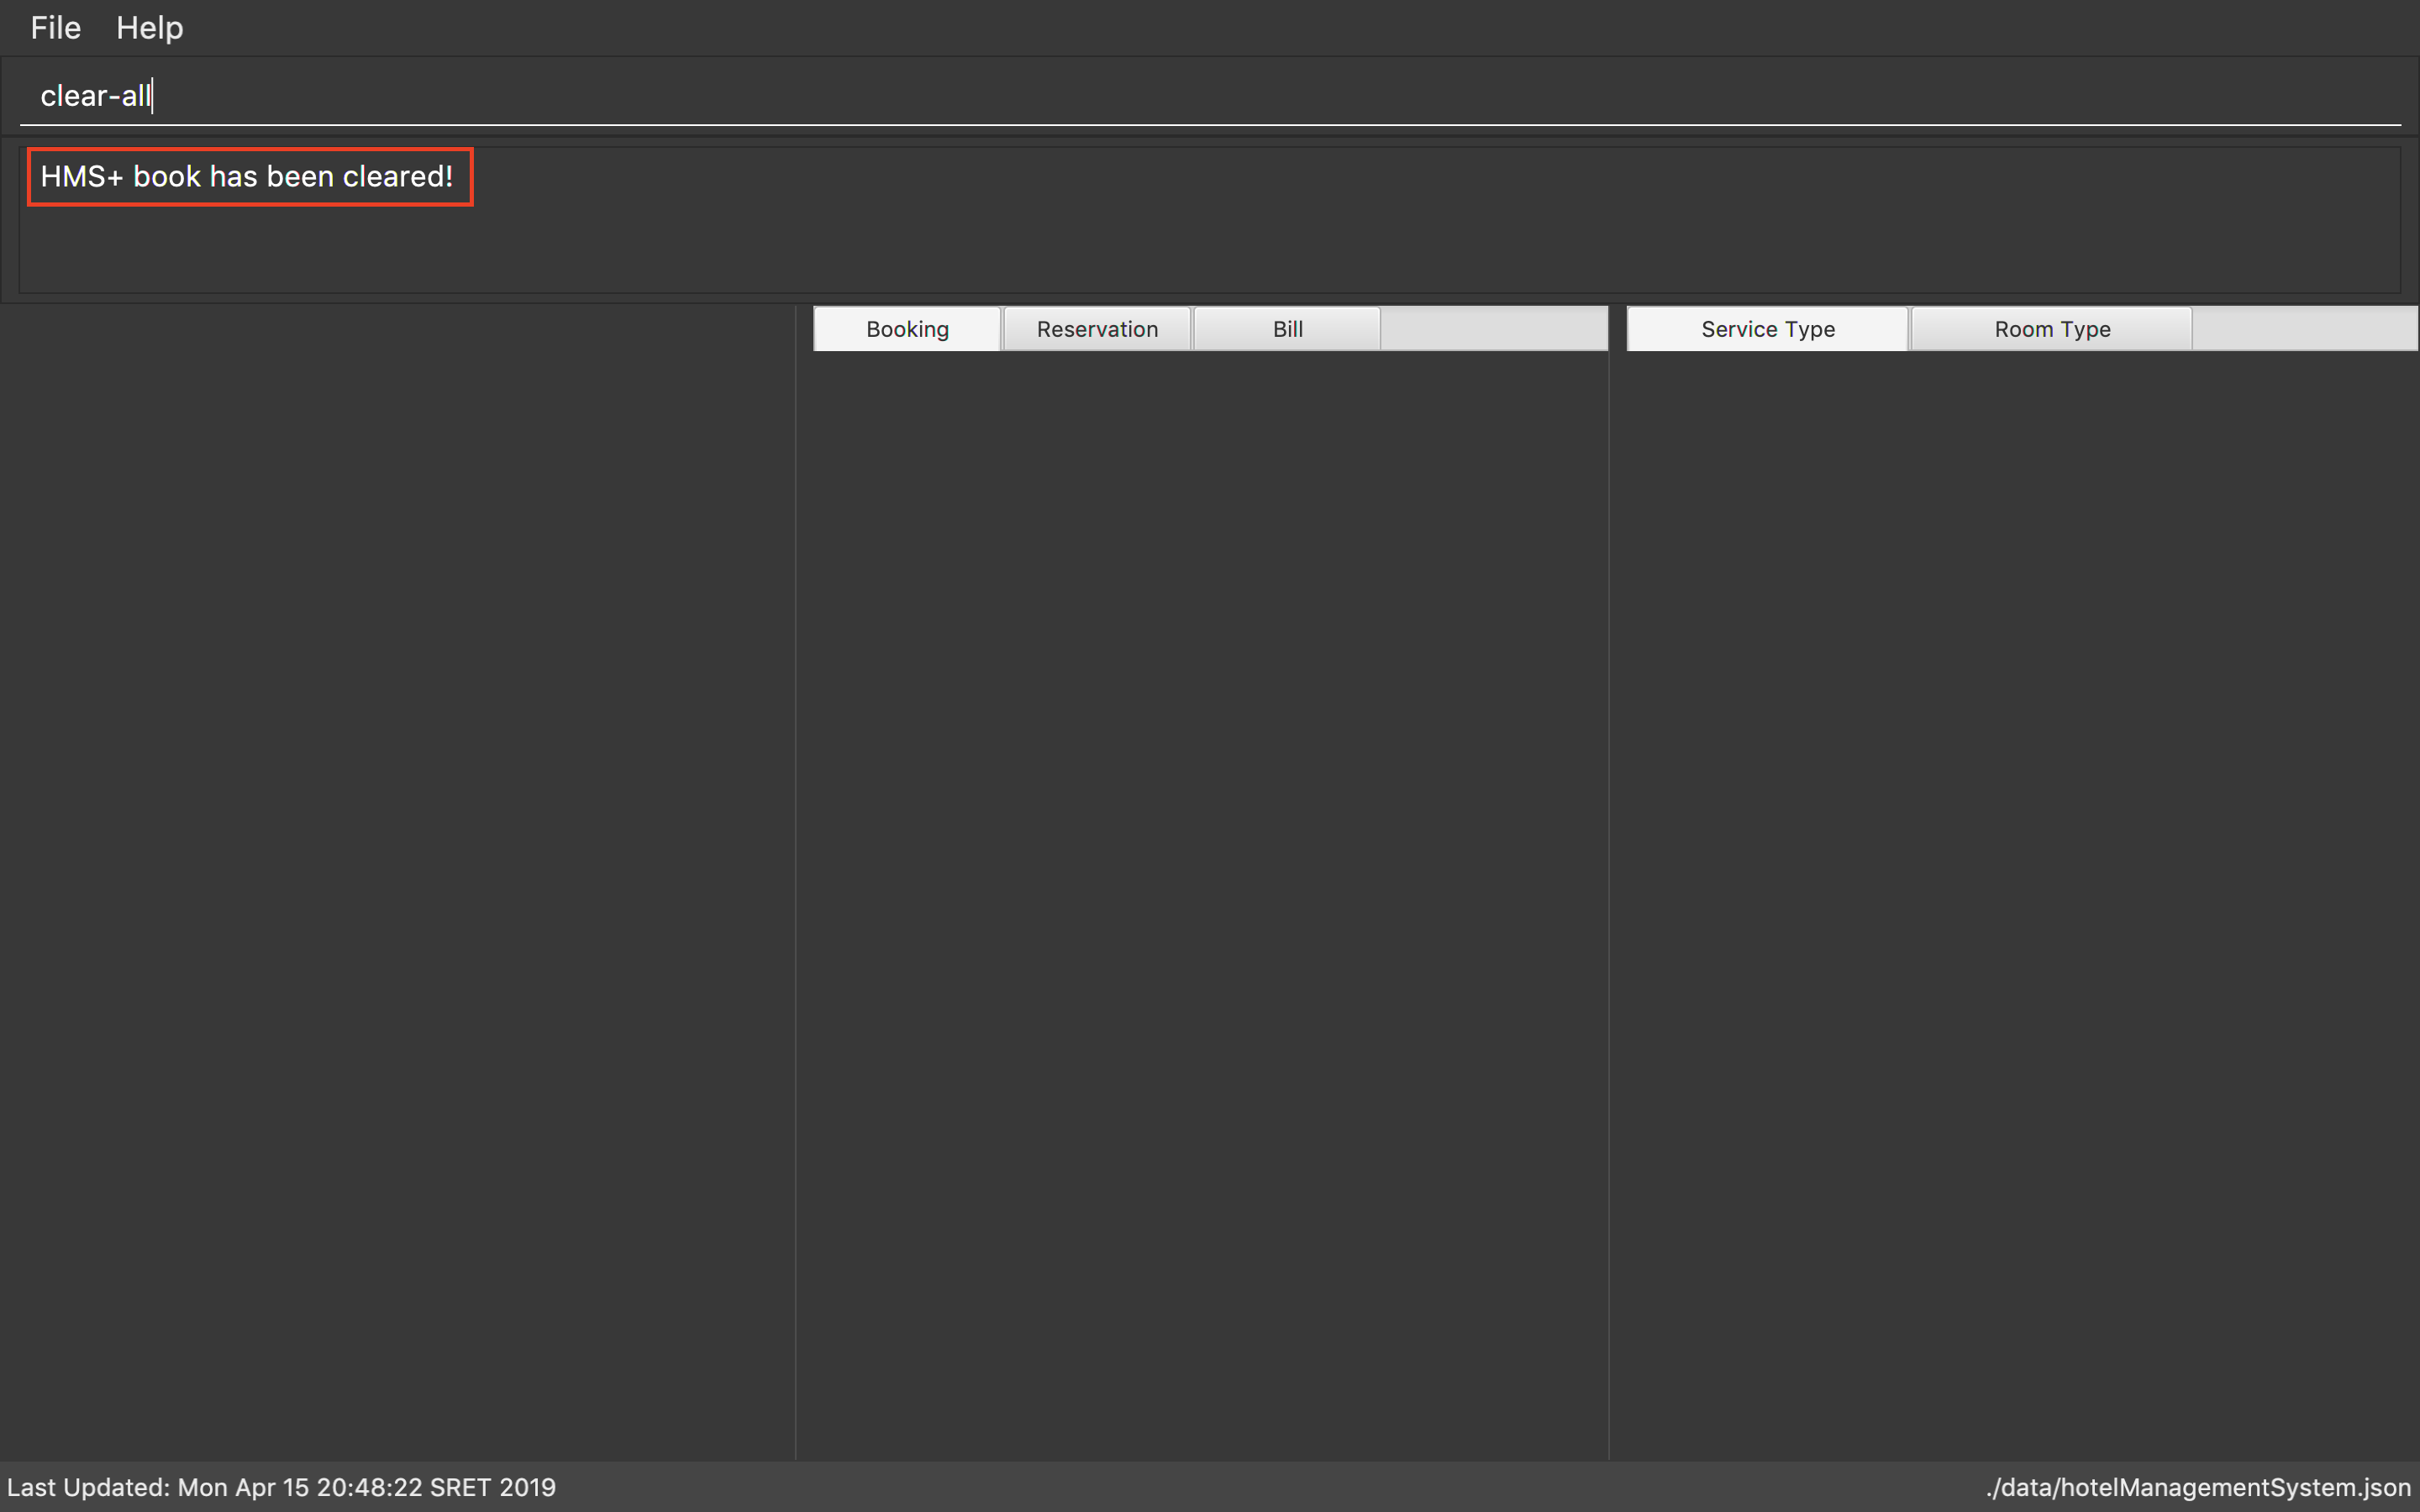 File Help
clear-all
HMS+ book has been cleared!
Booking Reservation Bill Service Type Room Type
Last Updated: Mon Apr 15 20:48:22 SRET 2019 ./data/hotelManagementSystem.json